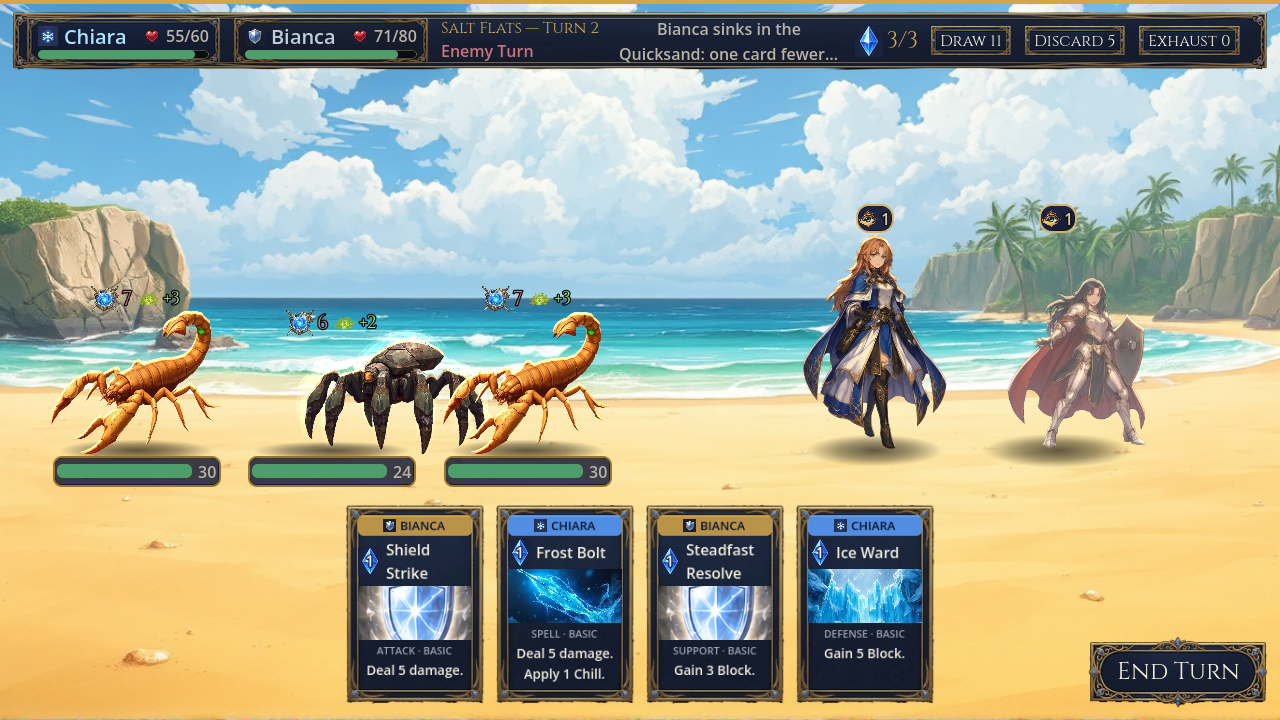 Chiara 55/60
Bianca 71/80
SALT FLATS — TURN 2
Enemy Turn
Bianca sinks in the
Quicksand: one card fewer...
3/3
DRAW 11
DISCARD 5
EXHAUST 0
1
1
7 +3
6 +2
7 +3
30
24
30
BIANCA
1 Shield
Strike
ATTACK · BASIC
Deal 5 damage.
CHIARA
1 Frost Bolt
SPELL · BASIC
Deal 5 damage.
Apply 1 Chill.
BIANCA
1 Steadfast
Resolve
SUPPORT · BASIC
Gain 3 Block.
CHIARA
1 Ice Ward
DEFENSE · BASIC
Gain 5 Block.
END TURN